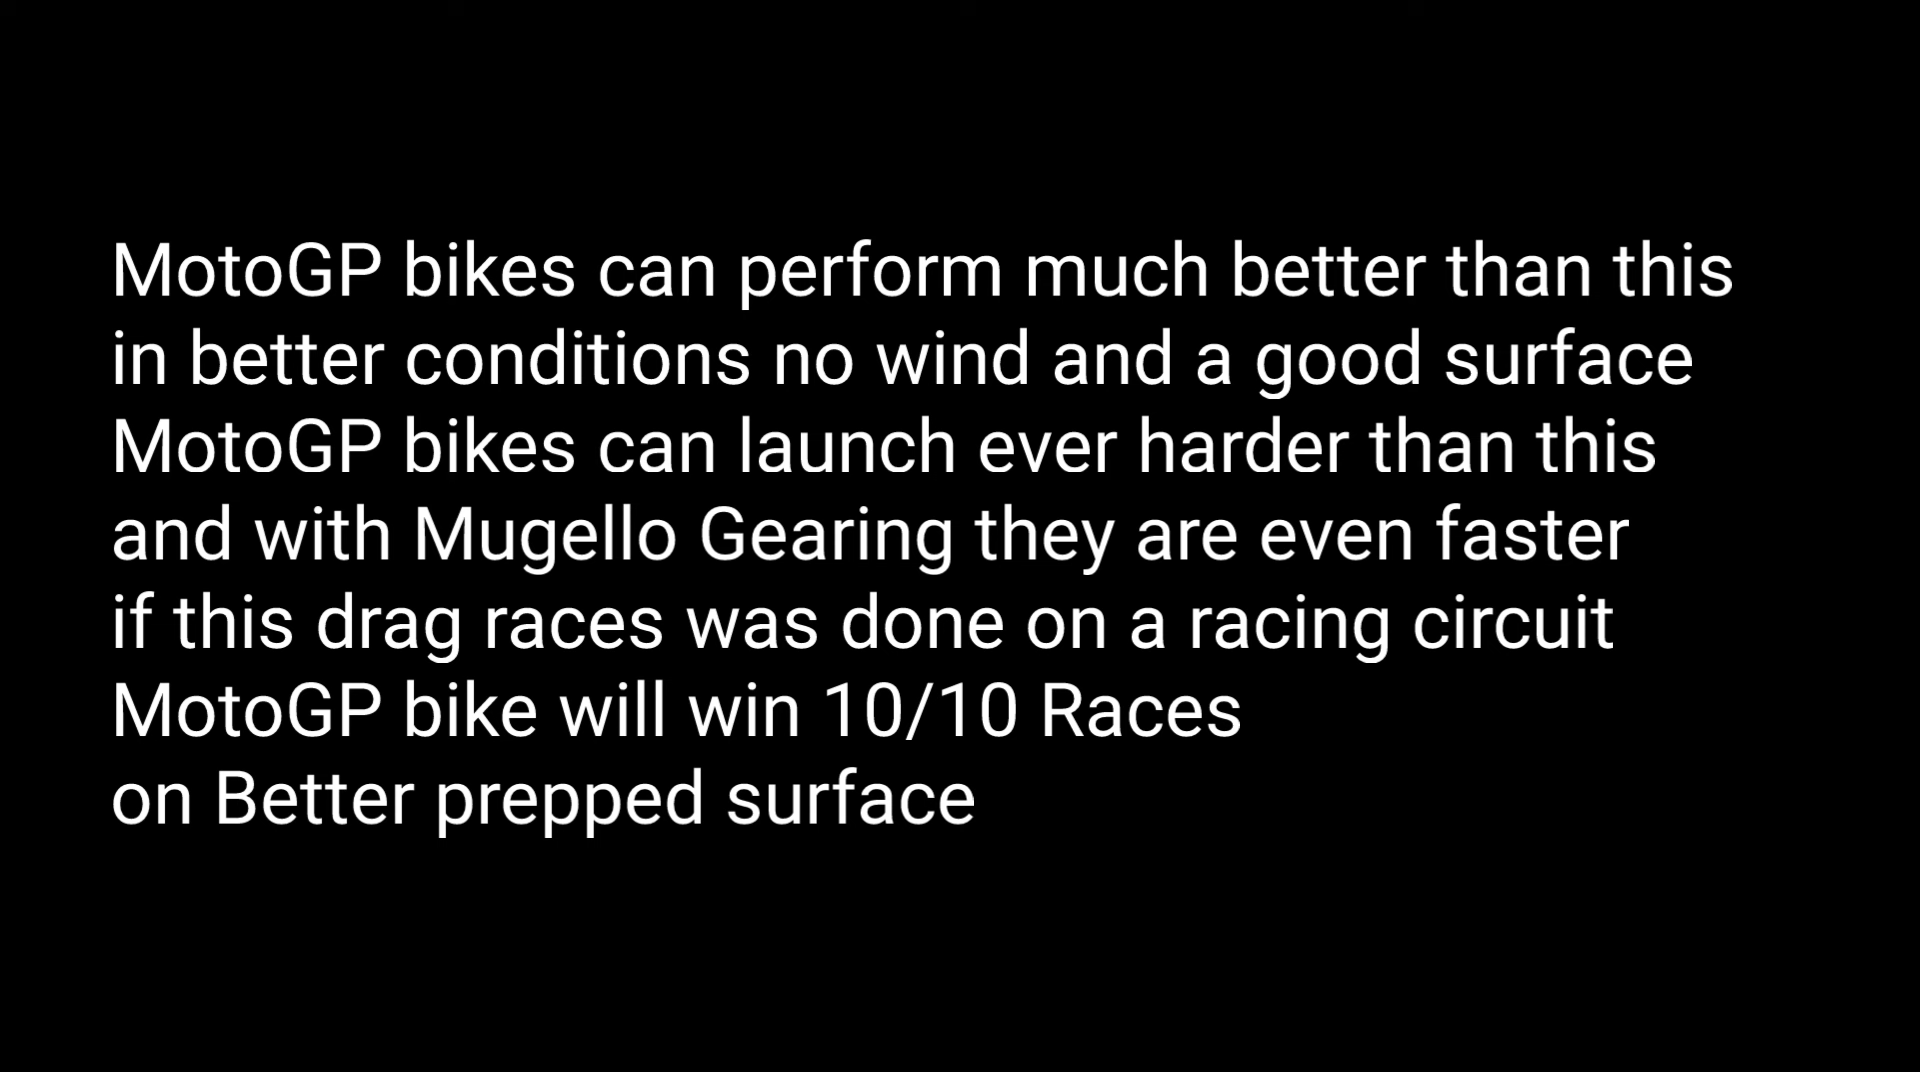 MotoGP bikes can perform much better than this
in better conditions no wind and a good surface
MotoGP bikes can launch ever harder than this
and with Mugello Gearing they are even faster
if this drag races was done on a racing circuit
MotoGP bike will win 10/10 Races
on Better prepped surface